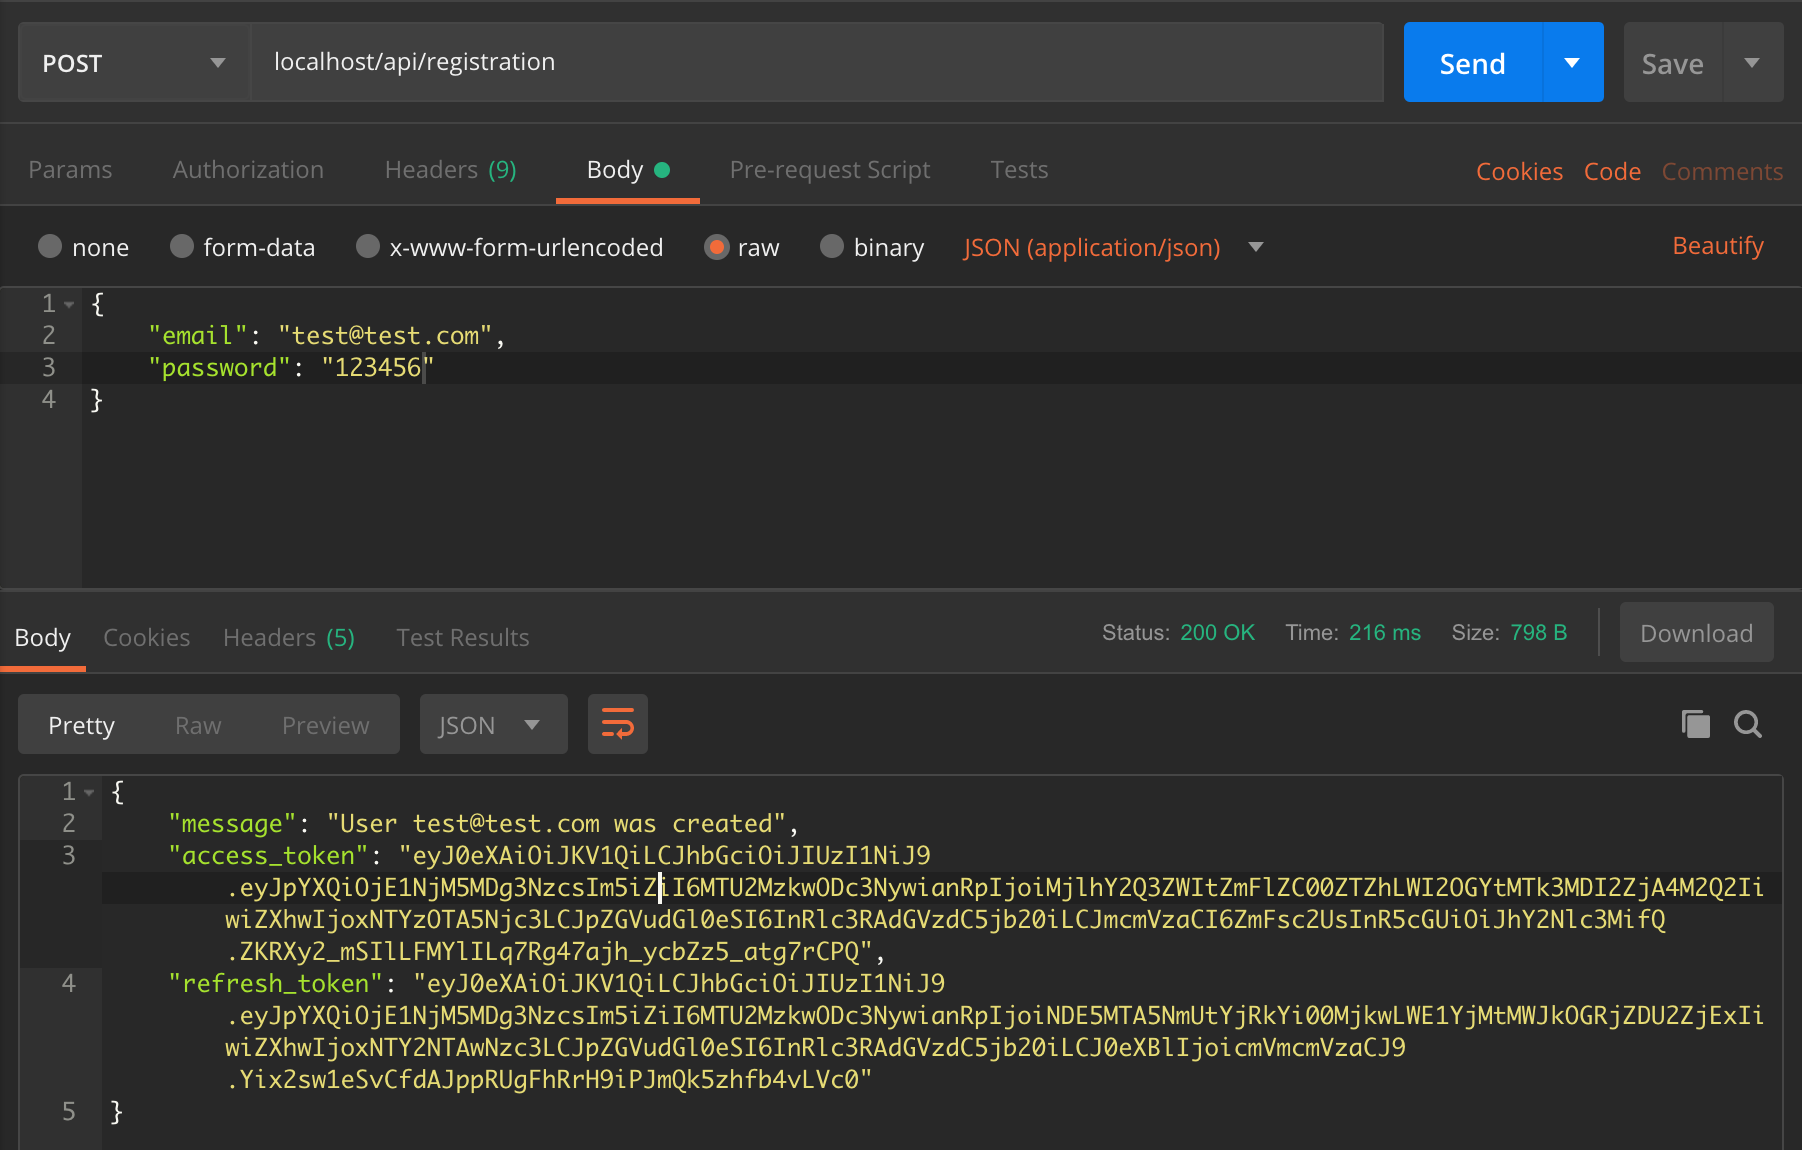 POST localhost/api/registration Send Save
Params Authorization Headers (9) Body Pre-request Script Tests Cookies Code Comments
none form-data x-www-form-urlencoded raw binary JSON (application/json) Beautify
1 {
2 "email": "test@test.com",
3 "password": "123456"
4 }
Body Cookies Headers (5) Test Results Status: 200 OK Time: 216 ms Size: 798 B Download
Pretty Raw Preview JSON
1 {
2 "message": "User test@test.com was created",
3 "access_token": "eyJ0eXAiOiJKV1QiLCJhbGciOiJIUzI1NiJ9
.eyJpYXQiOjE1NjM5MDg3NzcsIm5iZiI6MTU2MzkwODc3NywianRpIjoiMjlhY2Q3ZWItZmFlZC00ZTZhLWI2OGYtMTk3MDI2ZjA4M2Q2Ii
wiZXhwIjoxNTYzOTA5Njc3LCJpZGVudGl0eSI6InRlc3RAdGVzdC5jb20iLCJmcmVzaCI6ZmFsc2UsInR5cGUiOiJhY2Nlc3MifQ
.ZKRXy2_mSIlLFMYlILq7Rg47ajh_ycbZz5_atg7rCPQ",
4 "refresh_token": "eyJ0eXAiOiJKV1QiLCJhbGciOiJIUzI1NiJ9
.eyJpYXQiOjE1NjM5MDg3NzcsIm5iZiI6MTU2MzkwODc3NywianRpIjoiNDE5MTA5NmUtYjRkYi00MjkwLWE1YjMtMWJkOGRjZDU2ZjExIi
wiZXhwIjoxNTY2NTAwNzc3LCJpZGVudGl0eSI6InRlc3RAdGVzdC5jb20iLCJ0eXBlIjoicmVmcmVzaCJ9
.Yix2sw1eSvCfdAJppRUgFhRrH9iPJmQk5zhfb4vLVc0"
5 }